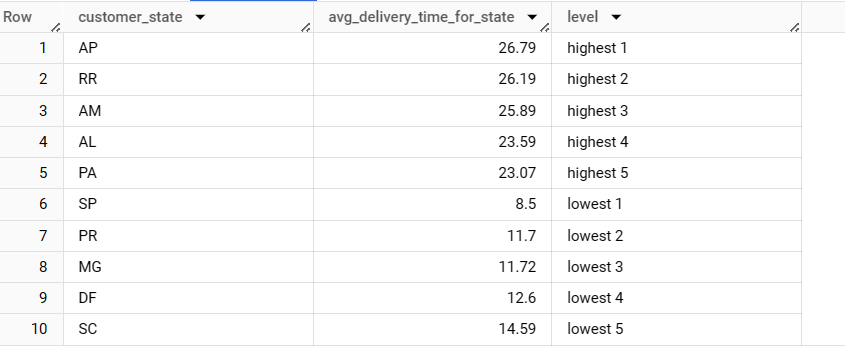 Row customer_state avg_delivery_time_for_state level
1 AP 26.79 highest 1
2 RR 26.19 highest 2
3 AM 25.89 highest 3
4 AL 23.59 highest 4
5 PA 23.07 highest 5
6 SP 8.5 lowest 1
7 PR 11.7 lowest 2
8 MG 11.72 lowest 3
9 DF 12.6 lowest 4
10 SC 14.59 lowest 5